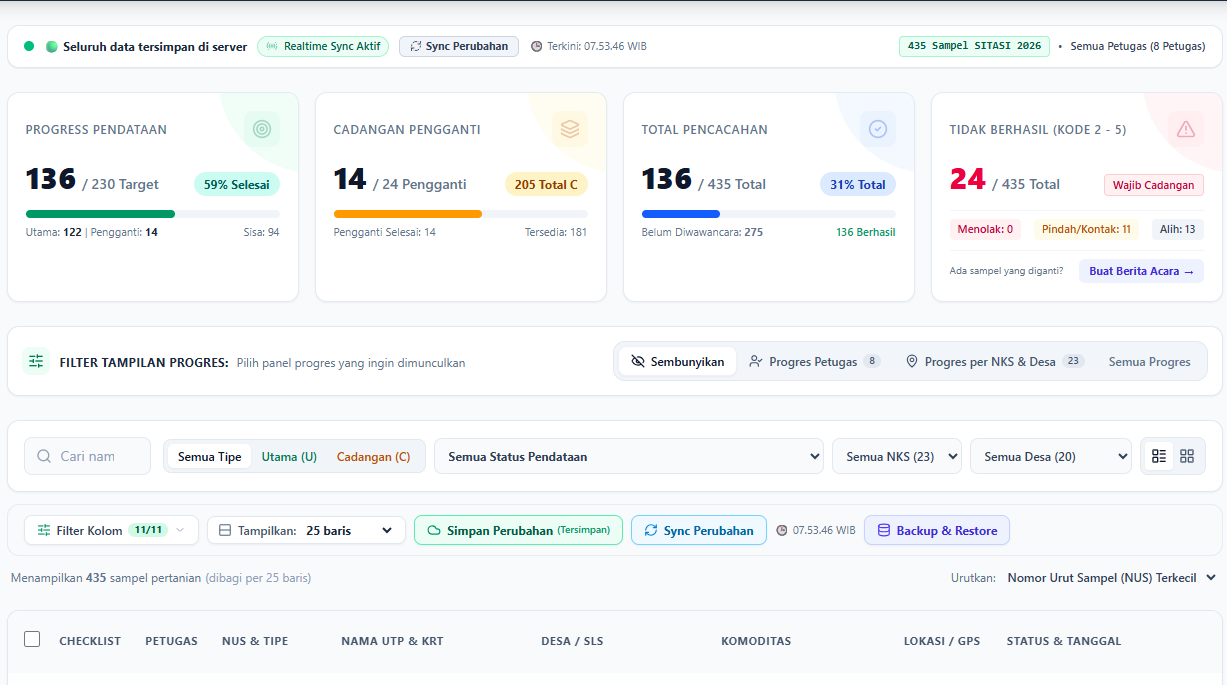 Seluruh data tersimpan di server Realtime Sync Aktif Sync Perubahan Terkini: 07.53.46 WIB 435 Sampel SITASI 2026 • Semua Petugas (8 Petugas)
PROGRESS PENDATAAN
136 / 230 Target 59% Selesai
Utama: 122 | Pengganti: 14 Sisa: 94
CADANGAN PENGGANTI
14 / 24 Pengganti 205 Total C
Pengganti Selesai: 14 Tersedia: 181
TOTAL PENCACAHAN
136 / 435 Total 31% Total
Belum Diwawancara: 275 136 Berhasil
TIDAK BERHASIL (KODE 2 - 5)
24 / 435 Total Wajib Cadangan
Menolak: 0 Pindah/Kontak: 11 Alih: 13
Ada sampel yang diganti? Buat Berita Acara →
FILTER TAMPILAN PROGRES: Pilih panel progres yang ingin dimunculkan Sembunyikan Progres Petugas 8 Progres per NKS & Desa 23 Semua Progres
Cari nam Semua Tipe Utama (U) Cadangan (C) Semua Status Pendataan Semua NKS (23) Semua Desa (20)
Filter Kolom 11/11 Tampilkan: 25 baris Simpan Perubahan (Tersimpan) Sync Perubahan 07.53.46 WIB Backup & Restore
Menampilkan 435 sampel pertanian (dibagi per 25 baris) Urutkan: Nomor Urut Sampel (NUS) Terkecil
CHECKLIST PETUGAS NUS & TIPE NAMA UTP & KRT DESA / SLS KOMODITAS LOKASI / GPS STATUS & TANGGAL